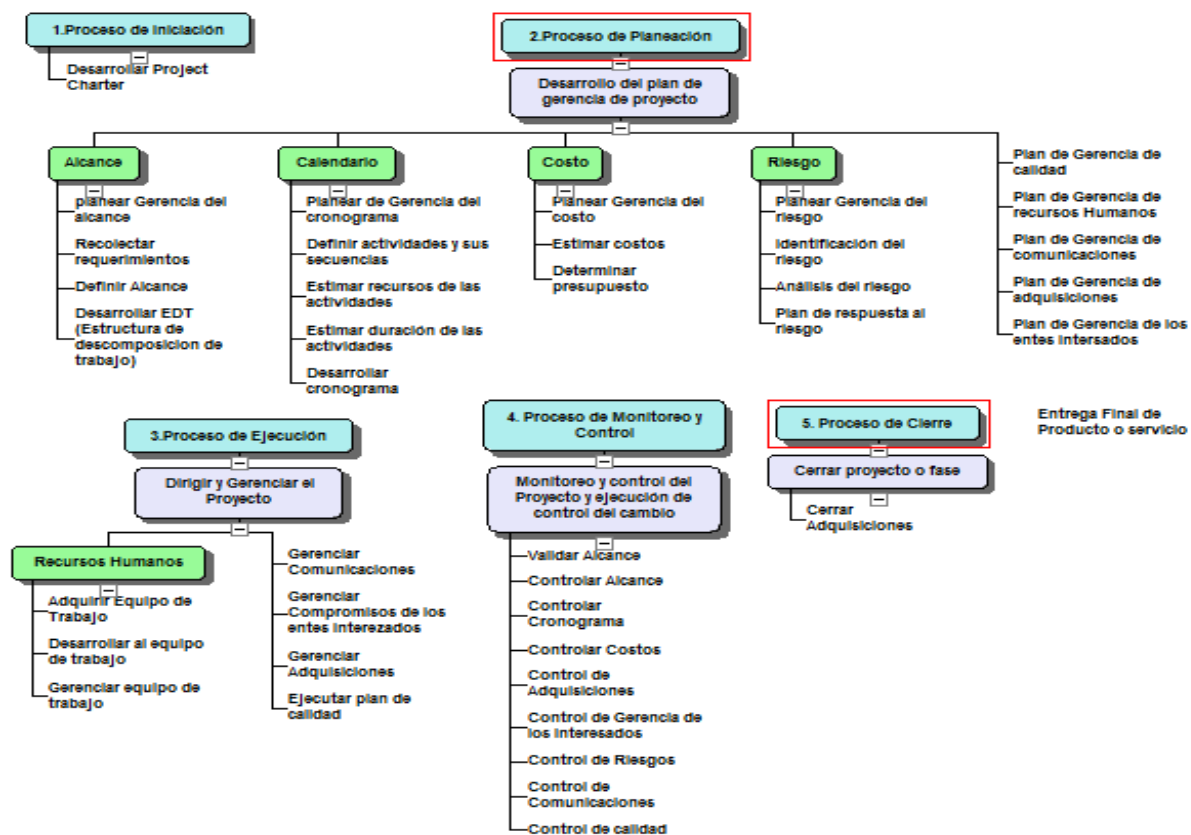 1.Proceso de Iniciación
Desarrollar Project
Charter
2.Proceso de Planeación
Desarrollo del plan de
gerencia de proyecto
Alcance
planear Gerencia del
alcance
Recolectar
requerimientos
Definir Alcance
Desarrollar EDT
(Estructura de
descomposicion de
trabajo)
Calendario
Planear de Gerencia del
cronograma
Definir actividades y sus
secuencias
Estimar recursos de las
actividades
Estimar duración de las
actividades
Desarrollar
cronograma
Costo
Planear Gerencia del
costo
Estimar costos
Determinar
presupuesto
Riesgo
Planear Gerencia del
riesgo
Identificación del
riesgo
Análisis del riesgo
Plan de respuesta al
riesgo
Plan de Gerencia de
calidad
Plan de Gerencia de
recursos Humanos
Plan de Gerencia de
comunicaciones
Plan de Gerencia de
adquisiciones
Plan de Gerencia de los
entes intersados
3.Proceso de Ejecución
Dirigir y Gerenciar el
Proyecto
Recursos Humanos
Adquirir Equipo de
Trabajo
Desarrollar al equipo
de trabajo
Gerenciar equipo de
trabajo
Gerenciar
Comunicaciones
Gerenciar
Compromisos de los
entes interezados
Gerenciar
Adquisiciones
Ejecutar plan de
calidad
4. Proceso de Monitoreo y
Control
Monitoreo y control del
Proyecto y ejecución de
control del cambio
Validar Alcance
Controlar Alcance
Controlar
Cronograma
Controlar Costos
Control de
Adquisiciones
Control de Gerencia de
los Interesados
Control de Riesgos
Control de
Comunicaciones
Control de calidad
5. Proceso de Cierre
Cerrar proyecto o fase
Cerrar
Adquisiciones
Entrega Final de
Producto o servicio